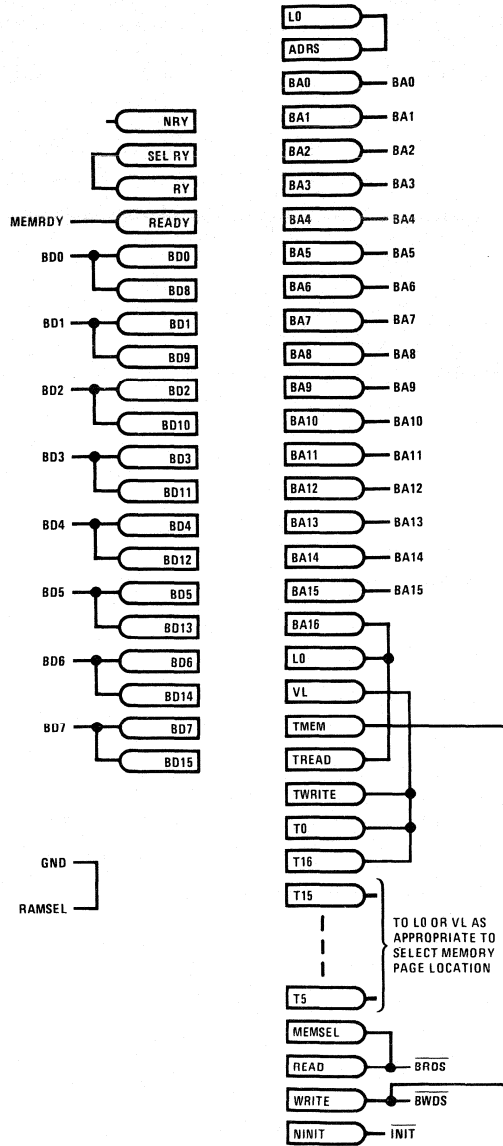 L0
ADRS
BA0 BA0
NRY BA1 BA1
SEL RY BA2 BA2
RY BA3 BA3
MEMRDY READY BA4 BA4
BD0 BD0 BA5 BA5
BD8 BA6 BA6
BD1 BD1 BA7 BA7
BD9 BA8 BA8
BD2 BD2 BA9 BA9
BD10 BA10 BA10
BD3 BD3 BA11 BA11
BD11 BA12 BA12
BD4 BD4 BA13 BA13
BD12 BA14 BA14
BD5 BD5 BA15 BA15
BD13 BA16
BD6 BD6 L0
BD14 VL
BD7 BD7 TMEM
BD15 TREAD
TWRITE
T0
GND T16
RAMSEL T15
TO L0 OR VL AS
APPROPRIATE TO
SELECT MEMORY
PAGE LOCATION
T5
MEMSEL
READ BRDS
WRITE BWDS
NINIT INIT